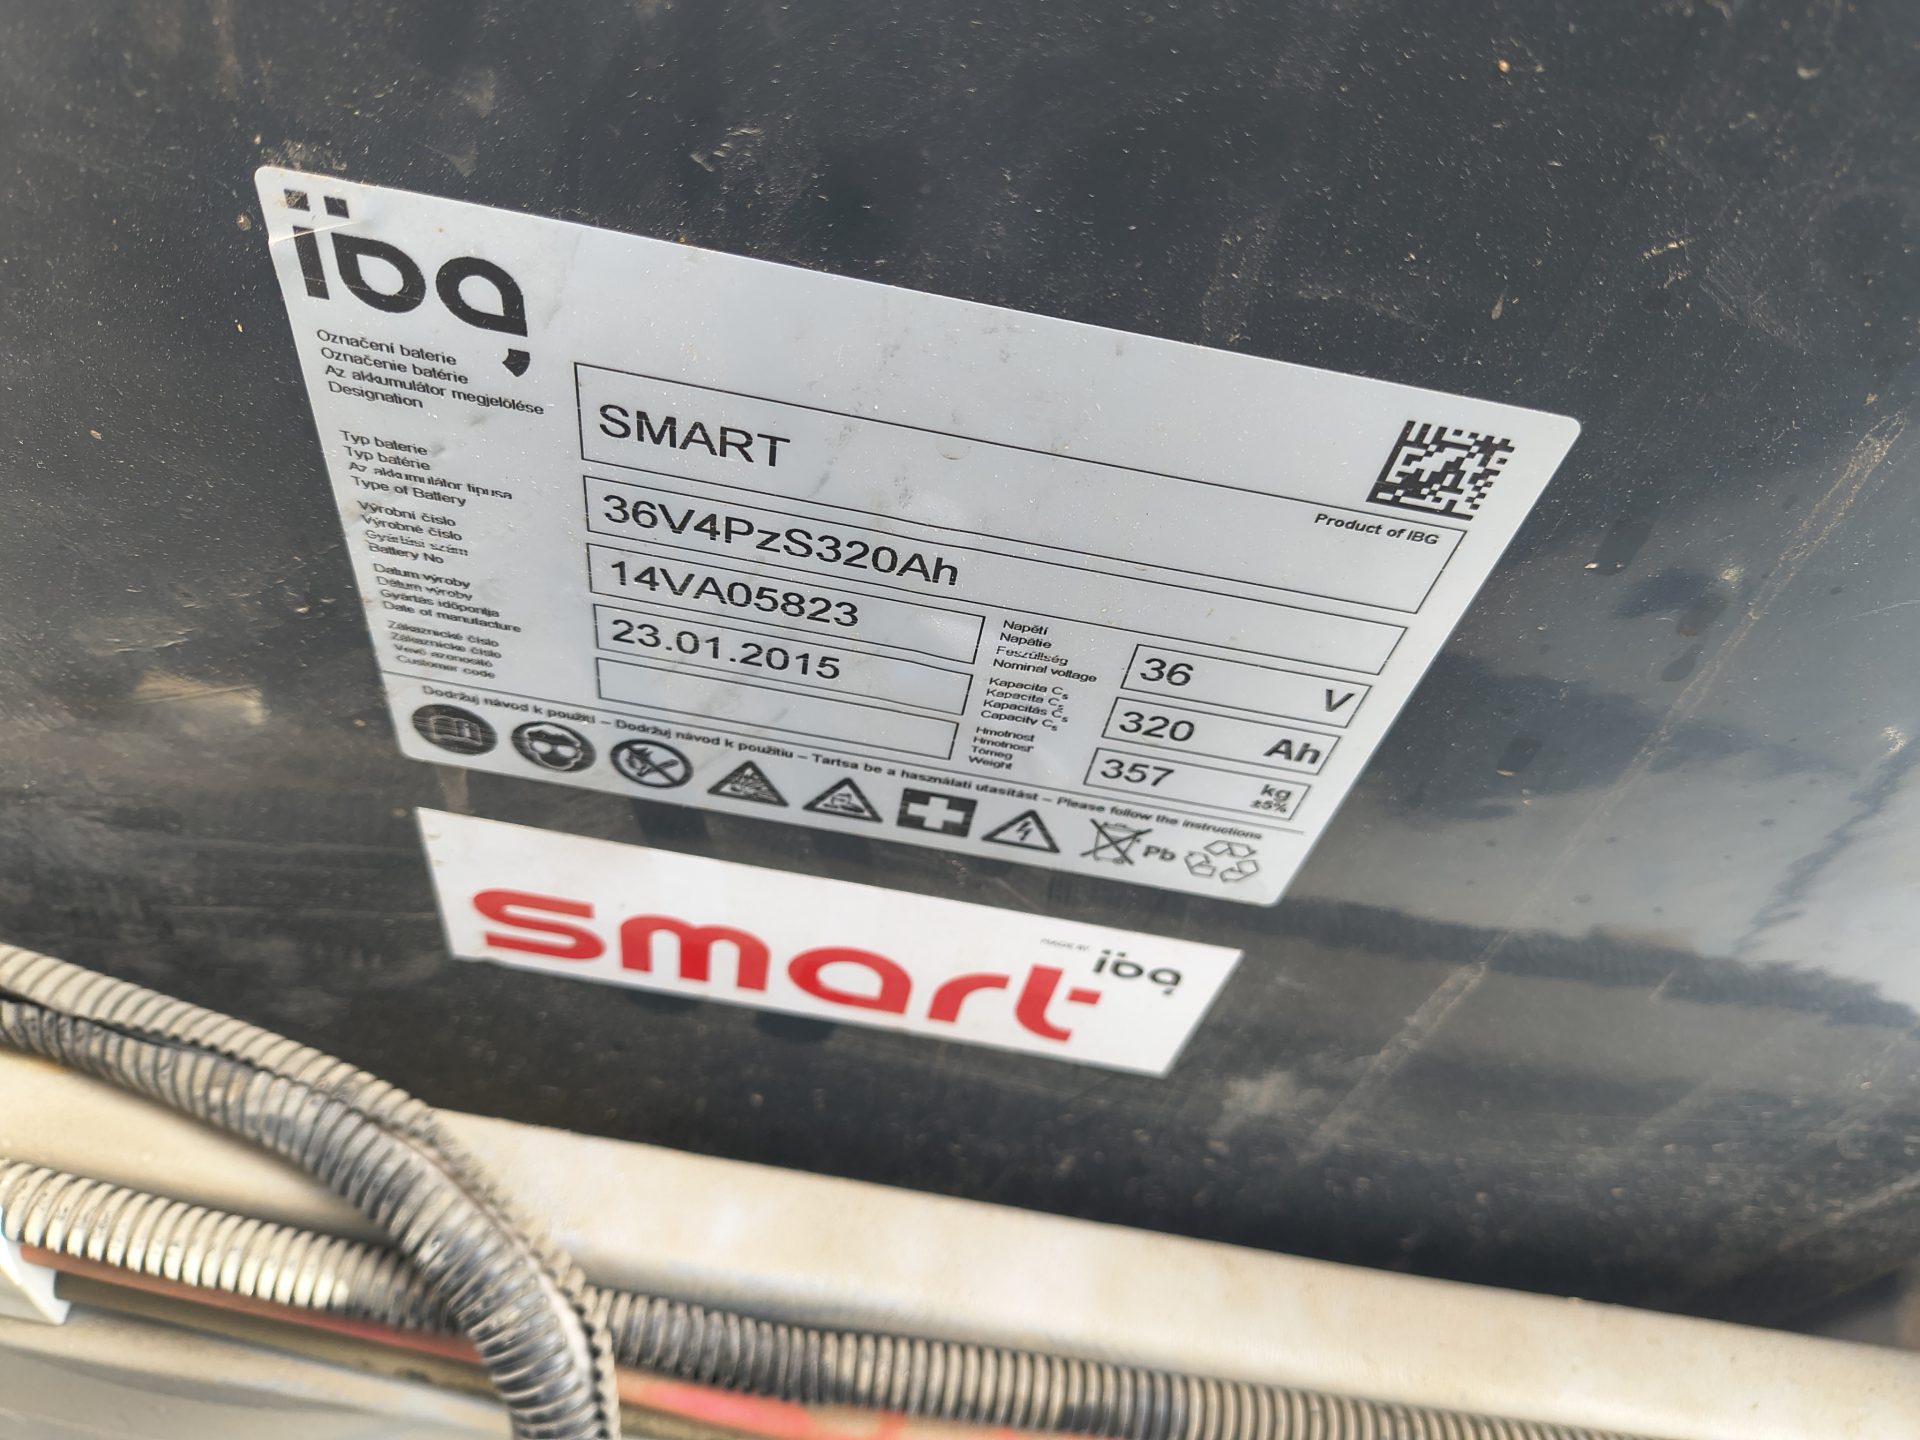 ïbg
Označení baterie
Označenie batérie
Az akkumulátor megjelölése
Designation
SMART
Product of IBG
Typ baterie
Typ batérie
Az akkumulátor típusa
Type of Battery
36V4PzS320Ah
Výrobní číslo
Výrobné číslo
Gyártási szám
Battery No
14VA05823
Datum výroby
Dátum výroby
Gyártás időpontja
Date of manufacture
23.01.2015
Zákaznické číslo
Zákaznícke číslo
Vevő azonosító
Customer code
Napětí
Napätie
Feszültség
Nominal voltage
36 V
Kapacita C5
Kapacita C5
Kapacitás C5
Capacity C5
320 Ah
Hmotnost
Hmotnosť
Tömeg
Weight
357 kg
±5%
Dodržuj návod k použití – Dodržuj návod k použitiu – Tartsa be a használati utasítást – Please follow the instructions
Pb
smart
MADE BY
ïbg